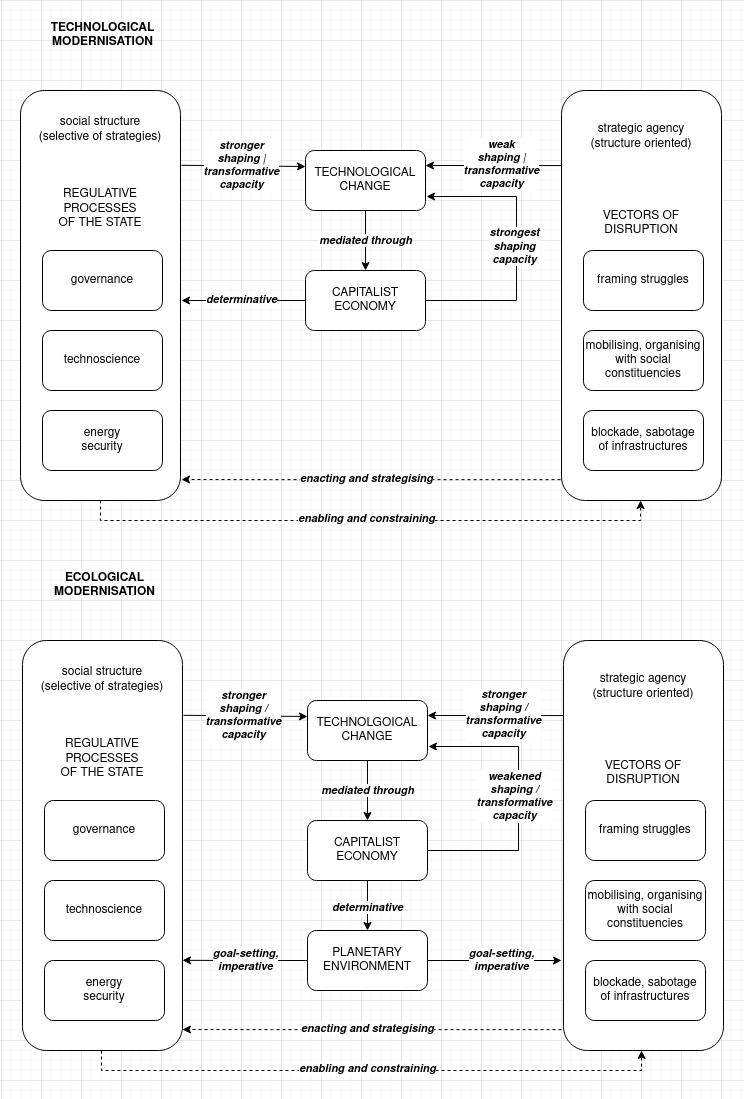 TECHNOLOGICAL
MODERNISATION
social structure
(selective of strategies)
REGULATIVE
PROCESSES
OF THE STATE
governance
technoscience
energy
security
stronger
shaping |
transformative
capacity
TECHNOLOGICAL
CHANGE
mediated through
CAPITALIST
ECONOMY
determinative
weak
shaping |
transformative
capacity
strongest
shaping
capacity
strategic agency
(structure oriented)
VECTORS OF
DISRUPTION
framing struggles
mobilising, organising
with social
constituencies
blockade, sabotage
of infrastructures
enacting and strategising
enabling and constraining
ECOLOGICAL
MODERNISATION
social structure
(selective of strategies)
REGULATIVE
PROCESSES
OF THE STATE
governance
technoscience
energy
security
stronger
shaping /
transformative
capacity
TECHNOLGOICAL
CHANGE
mediated through
CAPITALIST
ECONOMY
determinative
PLANETARY
ENVIRONMENT
goal-setting,
imperative
goal-setting,
imperative
stronger
shaping /
transformative
capacity
weakened
shaping /
transformative
capacity
strategic agency
(structure oriented)
VECTORS OF
DISRUPTION
framing struggles
mobilising, organising
with social
constituencies
blockade, sabotage
of infrastructures
enacting and strategising
enabling and constraining